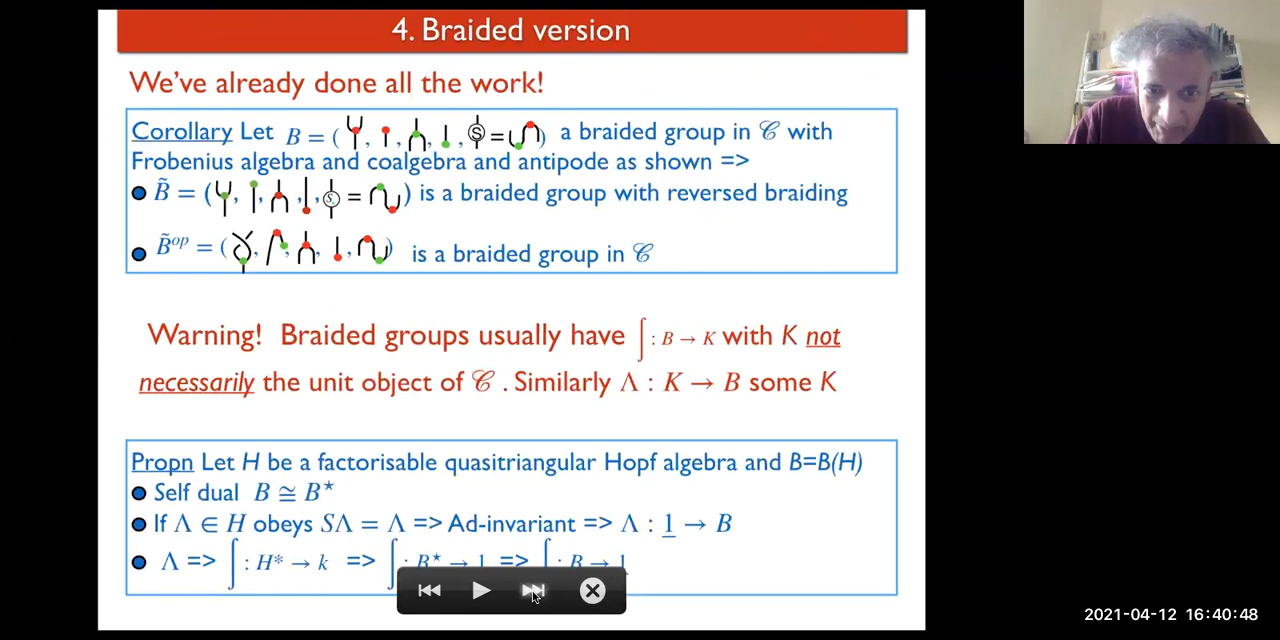 4. Braided version
We've already done all the work!
Corollary Let B = ( , , , , S = ) a braided group in 𝒞 with
Frobenius algebra and coalgebra and antipode as shown =>
B̃ = ( , , , , S = ) is a braided group with reversed braiding
B̃ᵒᵖ = ( , , , , ) is a braided group in 𝒞
Warning! Braided groups usually have ∫ : B → K with K not
necessarily the unit object of 𝒞 . Similarly Λ : K → B some K
Propn Let H be a factorisable quasitriangular Hopf algebra and B=B(H)
Self dual B ≅ B⋆
If Λ ∈ H obeys SΛ = Λ => Ad-invariant => Λ : 1 → B
Λ => ∫ : H* → k => ∫ : B⋆ → 1 => ∫ : B → 1
2021-04-12 16:40:48